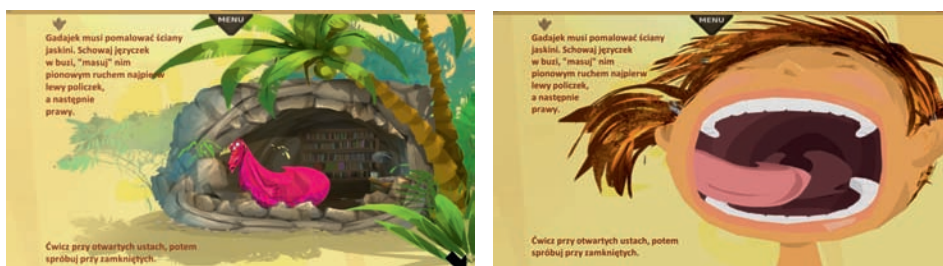 MENU
Gadajek musi pomalować ściany
jaskini. Schowaj języczek
w buzi, "masuj" nim
pionowym ruchem najpierw
lewy policzek,
a następnie
prawy.
Ćwicz przy otwartych ustach, potem
spróbuj przy zamkniętych.
MENU
Gadajek musi pomalować ściany
jaskini. Schowaj języczek
w buzi, "masuj" nim
pionowym ruchem najpierw
lewy policzek,
a następnie
prawy.
Ćwicz przy otwartych ustach, potem
spróbuj przy zamkniętych.